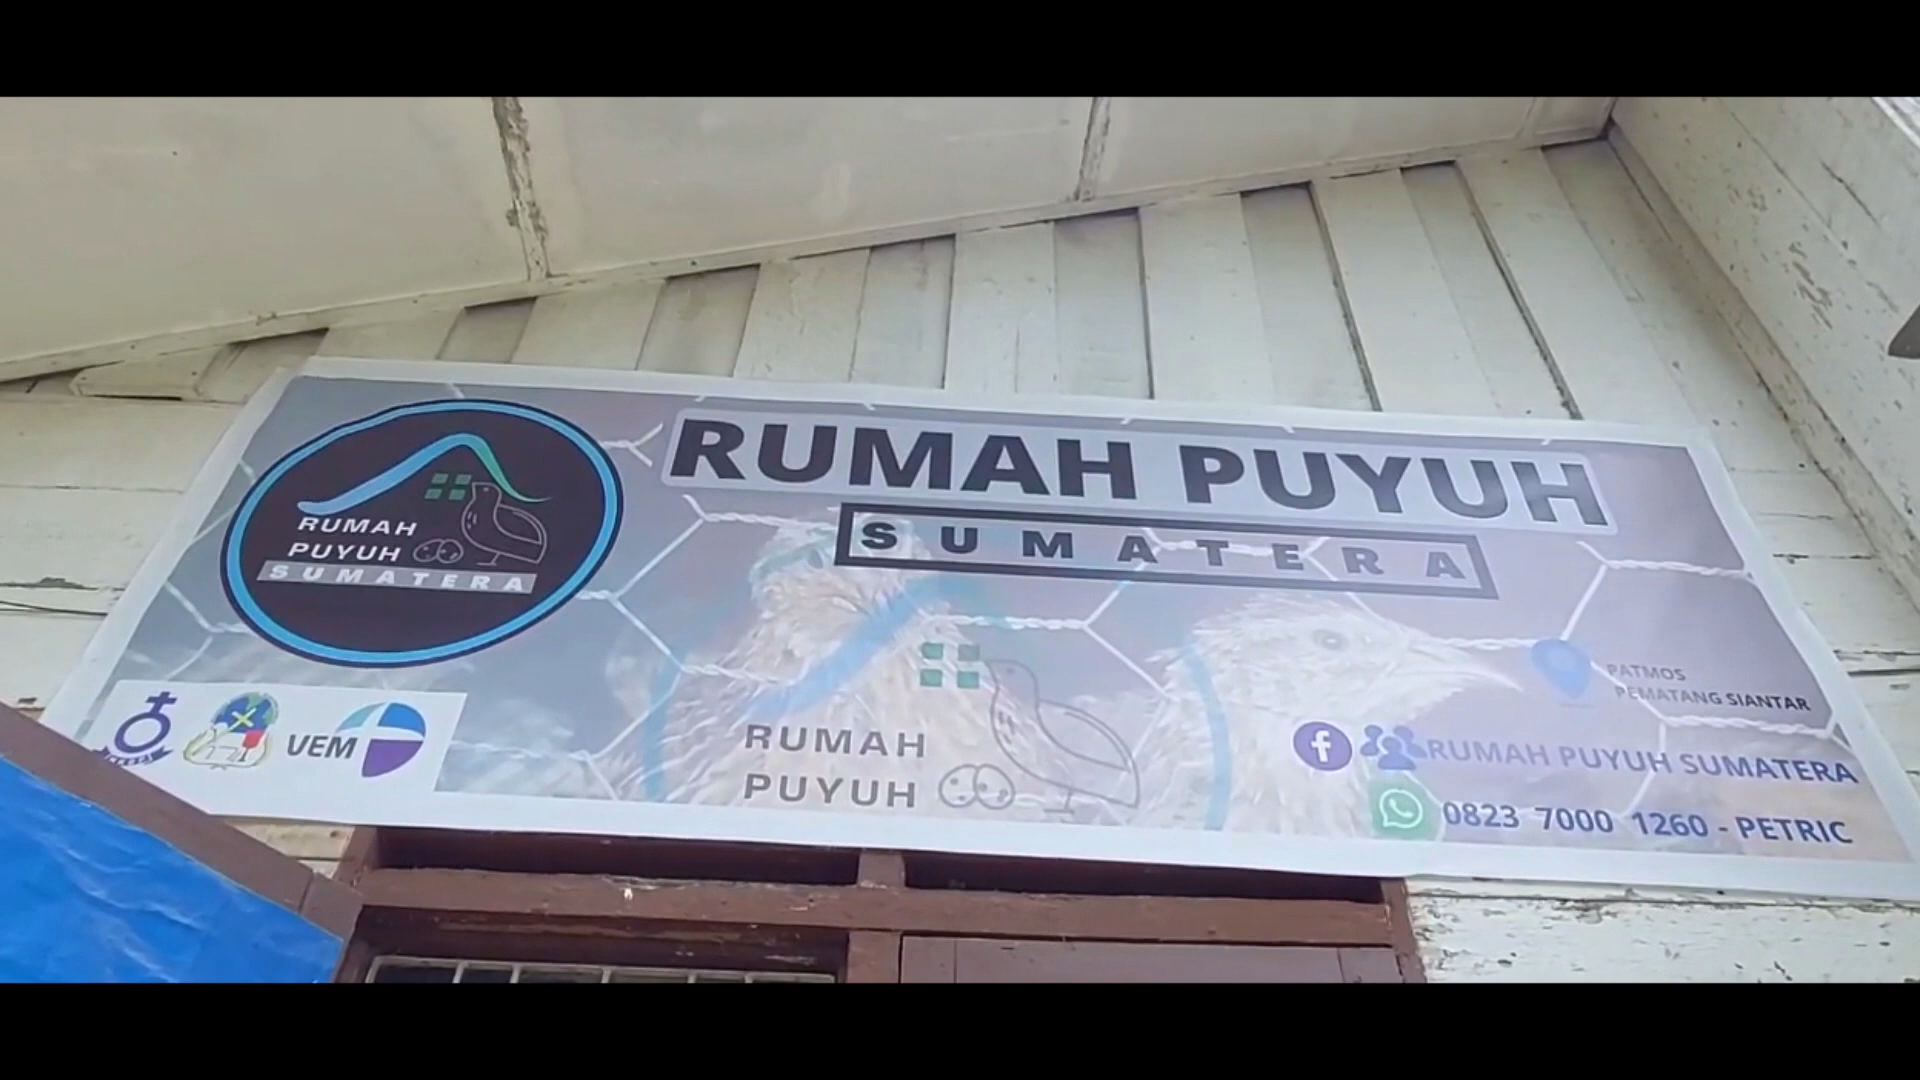 RUMAH PUYUH
SUMATERA
RUMAH
PUYUH
SUMATERA
VEM
RUMAH
PUYUH
PATMOS
PEMATANG SIANTAR
RUMAH PUYUH SUMATERA
0823 7000 1260 - PETRIC